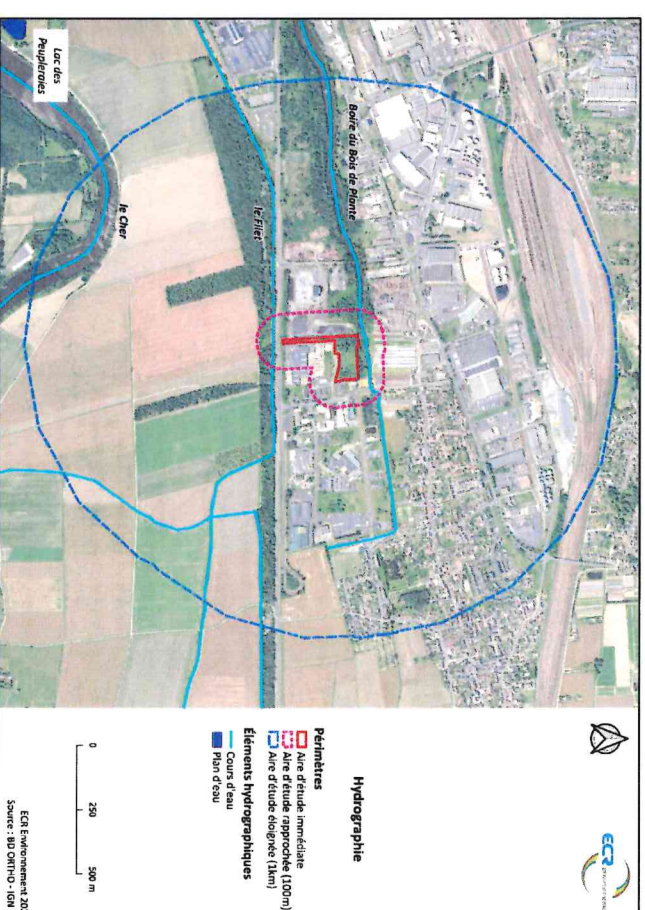 Lac des
Peupleraies
le Cher
le Filet
Boire du Bois de Plante
ECR
Hydrographie
Périmètres
Aire d'étude immédiate
Aire d'étude rapprochée (100m)
Aire d'étude éloignée (1km)
Éléments hydrographiques
Cours d'eau
Plan d'eau
0 250 500 m
ECR Environnement 20
Source : BD ORTHO - IGN